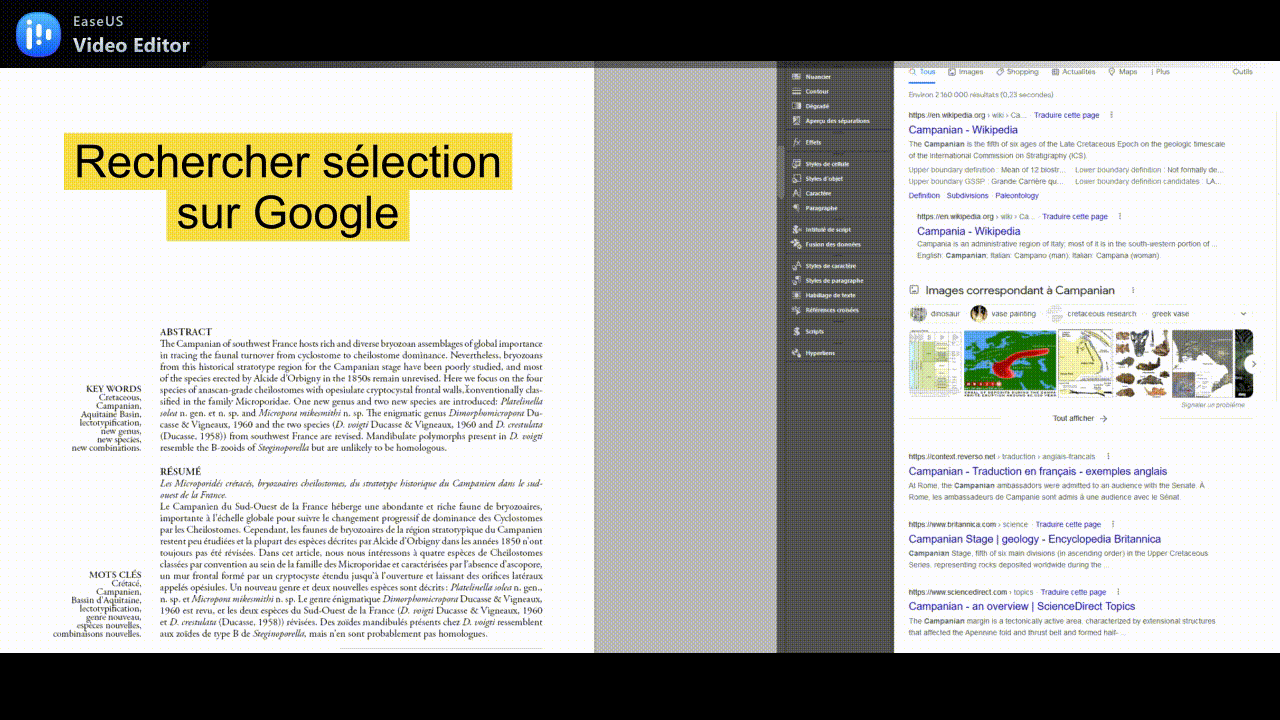 EaseUS
Video Editor
Rechercher sélection
sur Google
ABSTRACT
The Campanian of southwest France hosts rich and diverse bryozoan assemblages of global importance
in tracing the faunal turnover from cyclostome to cheilostome dominance. Nevertheless, bryozoans
from this historical stratotype region for the Campanian stage have been poorly studied, and most
of the species erected by Alcide d'Orbigny in the 1850s remain unrevised. Here we focus on the four
species of anascan-grade cheilostomes with opesiulate cryptocystal frontal walls, conventionally clas-
sified in the family Microporidae. One new genus and two new species are introduced: Platelinella
solea n. gen. et n. sp. and Micropora mikesmithi n. sp. The enigmatic genus Dimorphomicropora Du-
casse & Vigneaux, 1960 and the two species (D. voigti Ducasse & Vigneaux, 1960 and D. crestulata
(Ducasse, 1958)) from southwest France are revised. Mandibulate polymorphs present in D. voigti
resemble the B-zooids of Steginoporella but are unlikely to be homologous.
KEY WORDS
Cretaceous,
Campanian,
Aquitaine Basin,
lectotypification,
new genus,
new species,
new combinations.
RÉSUMÉ
Les Microporidés crétacé, bryozoaires cheilostomes, du stratotype historique du Campanien dans le sud-
ouest de la France.
Le Campanien du Sud-Ouest de la France héberge une abondante et riche faune de bryozoaires,
importante à l'échelle globale pour suivre le changement progressif de dominance des Cyclostomes
par les Cheilostomes. Cependant, les faunes de bryozoaires de la région stratotypique du Campanien
restent peu étudiées et la plupart des espèces décrites par Alcide d'Orbigny dans les années 1850 n'ont
toujours pas été révisées. Dans cet article, nous nous intéressons à quatre espèces de Cheilostomes
classées par convention au sein de la famille des Microporidae et caractérisées par l'absence d'ascopore,
un mur frontal formé par un cryptocyste étendu jusqu'à l'ouverture et laissant des orifices latéraux
appelés opésiules. Un nouveau genre et deux nouvelles espèces sont décrits : Platelinella solea n. gen.,
n. sp. et Micropora mikesmithi n. sp. Le genre énigmatique Dimorphomicropora Ducasse & Vigneaux,
1960 est revu, et les deux espèces du Sud-Ouest de la France (D. voigti Ducasse & Vigneaux, 1960
et D. crestulata (Ducasse, 1958)) révisées. Des zoïdes mandibulés présents chez D. voigti ressemblent
aux zoïdes de type B de Steginoporella, mais n'en sont probablement pas homologues.
MOTS CLÉS
Crétacé,
Campanien,
Bassin d'Aquitaine,
lectotypification,
genre nouveau,
espèces nouvelles,
combinaisons nouvelles.
Nuancier
Contour
Dégradé
Aperçu des séparations
Effets
Styles de cellule
Styles d'objet
Caractère
Paragraphe
Intitulé de script
Fusion des données
Styles de caractère
Styles de paragraphe
Habillage de texte
Références croisées
Scripts
Hyperliens
Tous Images Shopping Actualités Maps Plus Outils
Environ 2 160 000 résultats (0,23 secondes)
https://en.wikipedia.org › wiki › Ca... · Traduire cette page
Campanian - Wikipedia
The Campanian is the fifth of six ages of the Late Cretaceous Epoch on the geologic timescale
of the International Commission on Stratigraphy (ICS).
Upper boundary definition : Mean of 12 biostr... Lower boundary definition : Not formally de...
Upper boundary GSSP : Grande Carrière qu... Lower boundary definition candidates : LA...
Definition · Subdivisions · Paleontology
https://en.wikipedia.org › wiki › Ca... · Traduire cette page
Campania - Wikipedia
Campania is an administrative region of Italy; most of it is in the south-western portion of ...
English: Campanian; Italian: Campano (man); Italian: Campana (woman)
Images correspondant à Campanian
dinosaur vase painting cretaceous research greek vase
Signaler un problème
Tout afficher →
https://context.reverso.net › traduction › anglais-francais
Campanian - Traduction en français - exemples anglais
At Rome, the Campanian ambassadors were admitted to an audience with the Senate. À
Rome, les ambassadeurs de Campanie sont admis à une audience avec le Sénat.
https://www.britannica.com › science · Traduire cette page
Campanian Stage | geology - Encyclopedia Britannica
Campanian Stage, fifth of six main divisions (in ascending order) in the Upper Cretaceous
Series, representing rocks deposited worldwide during the ...
https://www.sciencedirect.com › topics · Traduire cette page
Campanian - an overview | ScienceDirect Topics
The Campanian margin is a tectonically active area, characterized by extensional structures
that affected the Apennine fold and thrust belt and formed half- ...